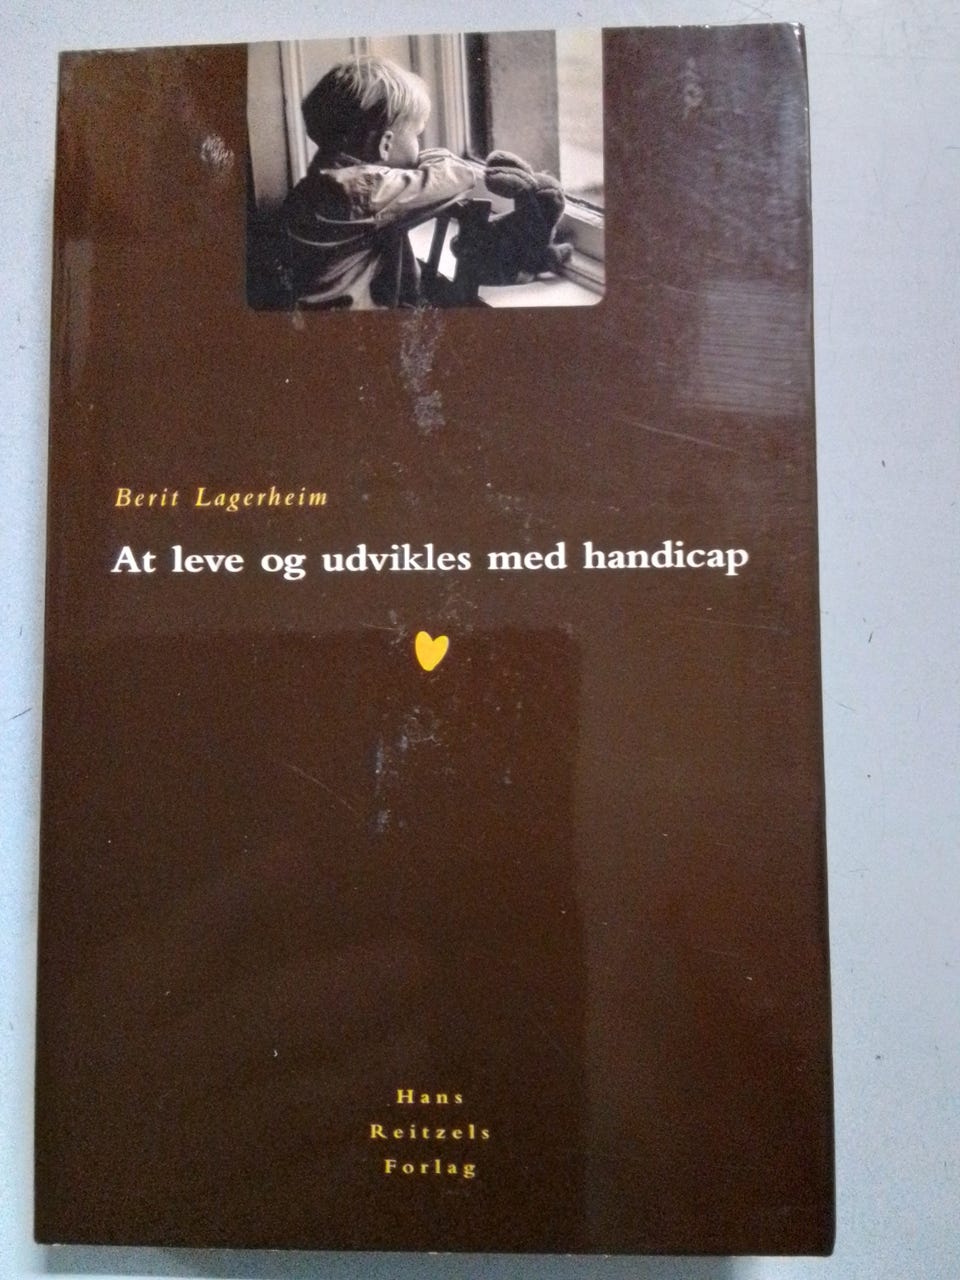 Berit Lagerheim
At leve og udvikles med handicap
Hans
Reitzels
Forlag